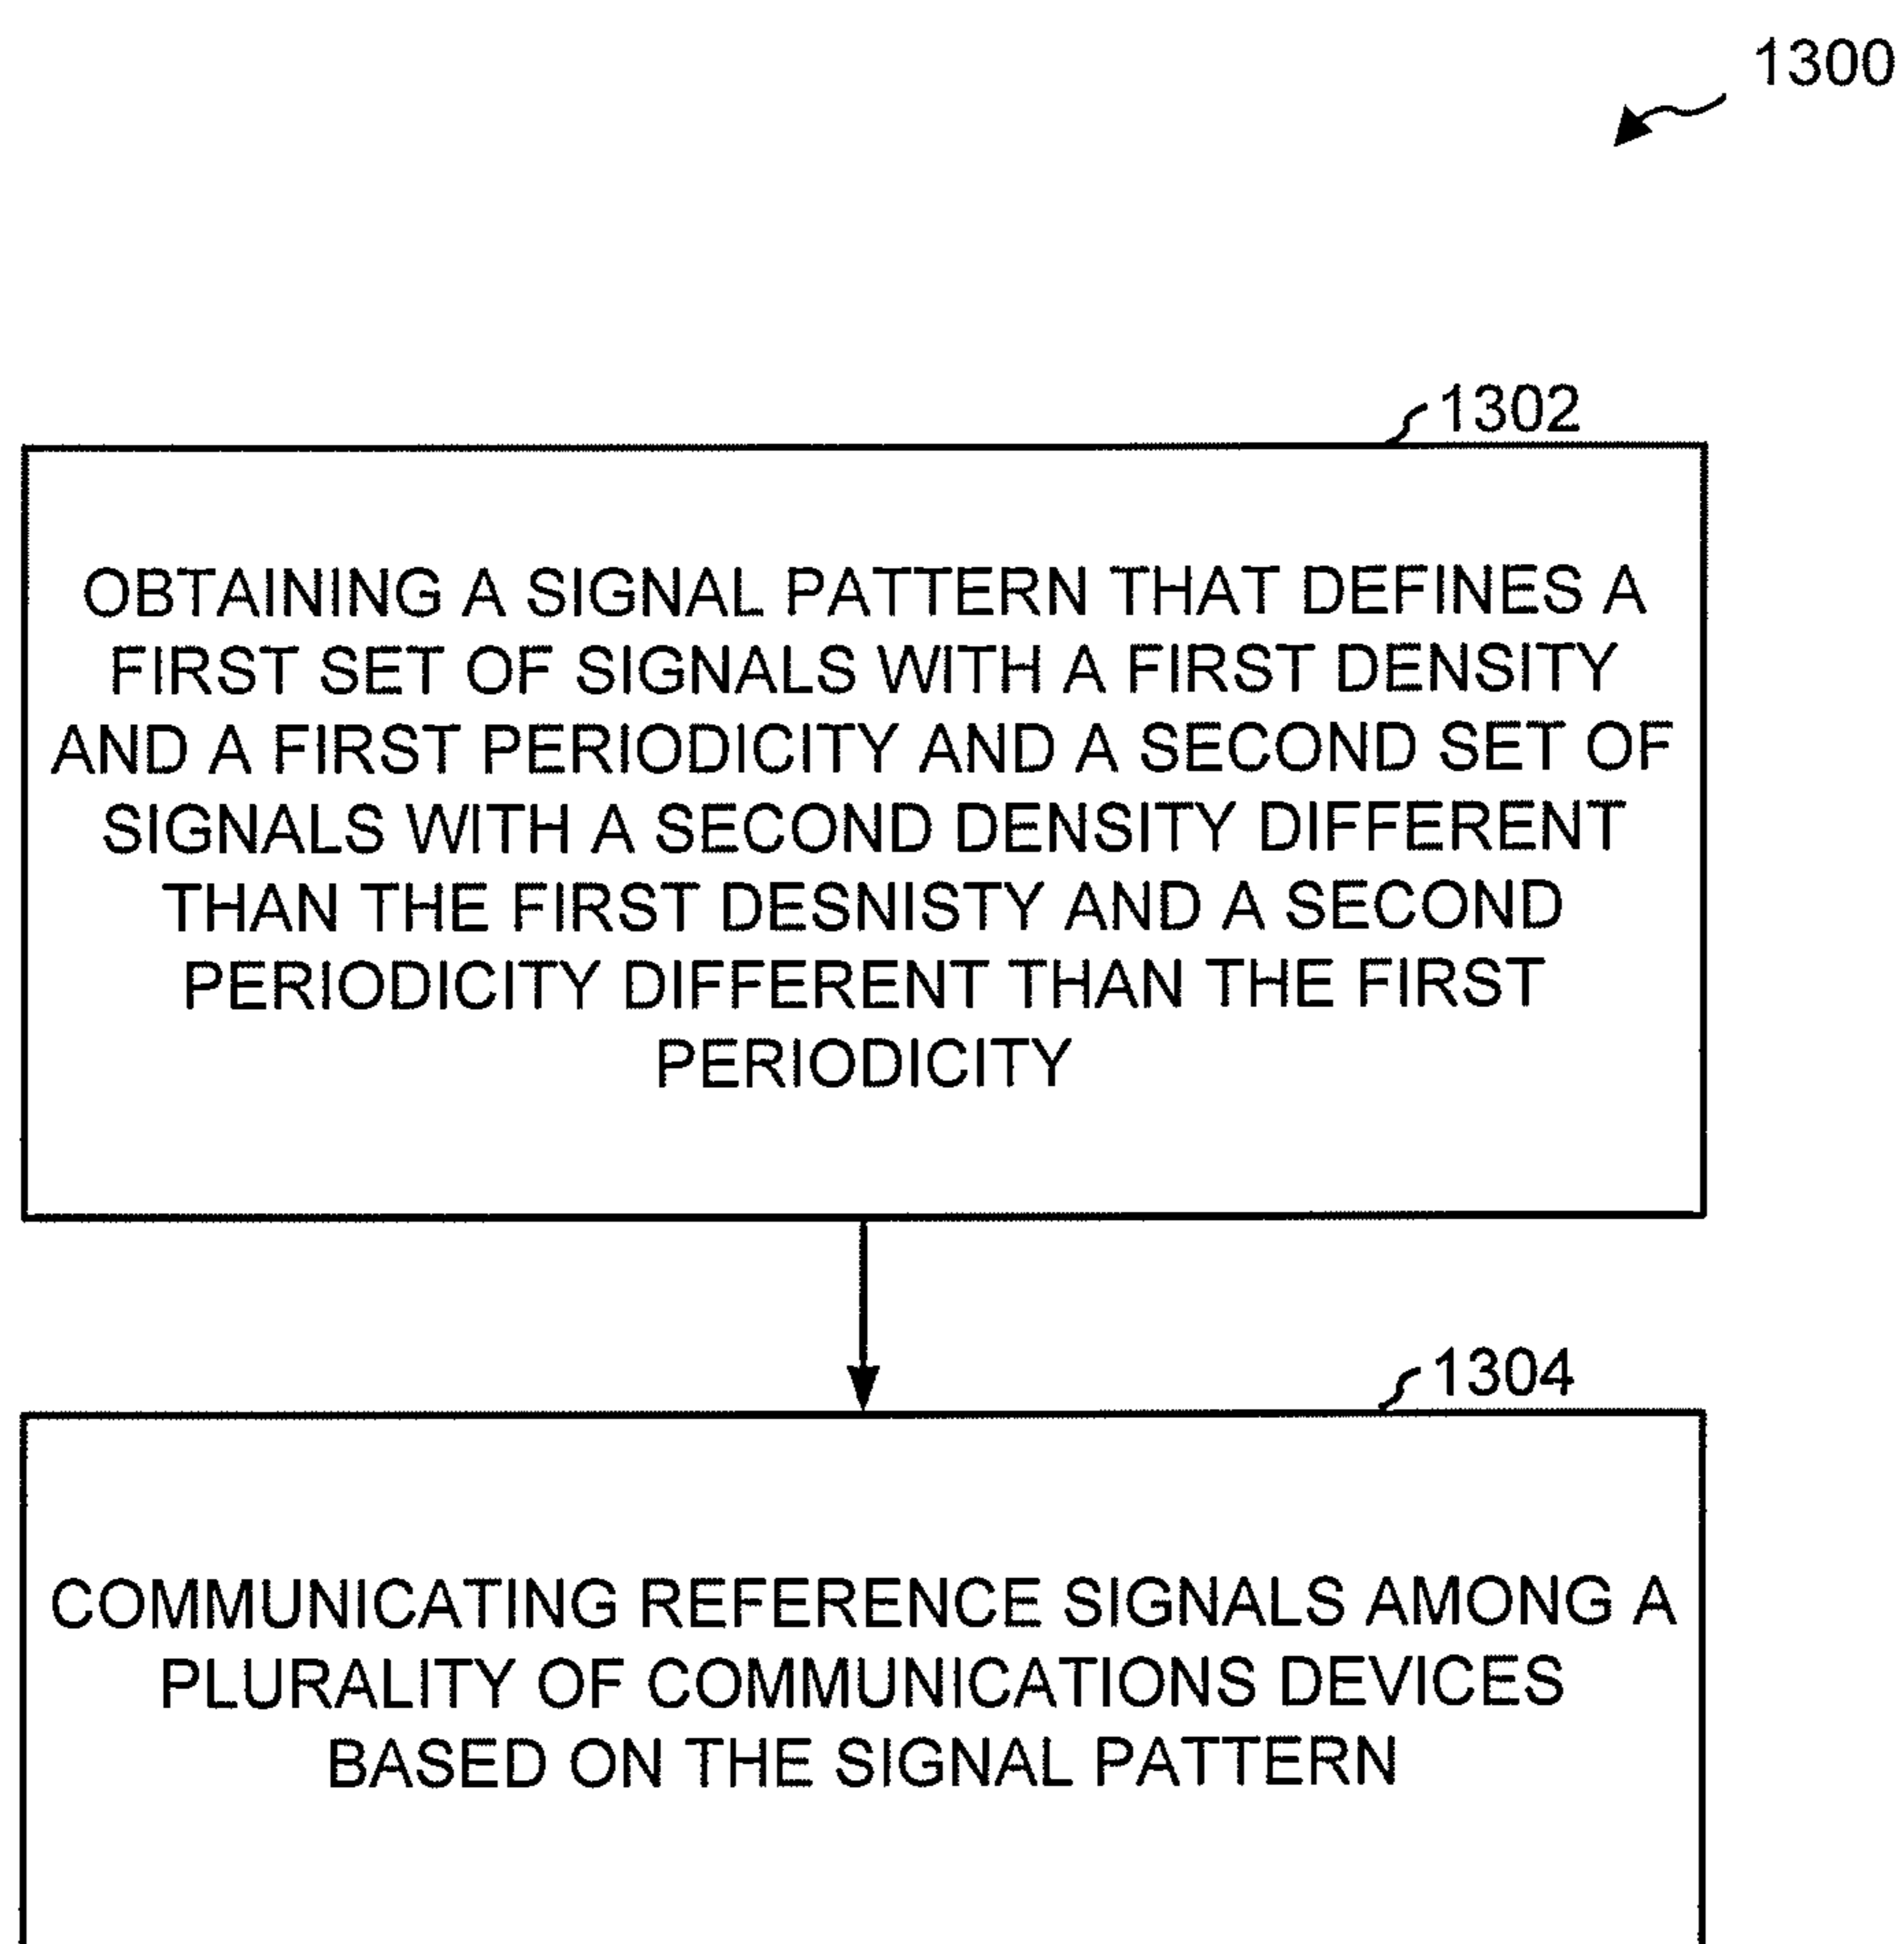 1300
1302
OBTAINING A SIGNAL PATTERN THAT DEFINES A
FIRST SET OF SIGNALS WITH A FIRST DENSITY
AND A FIRST PERIODICITY AND A SECOND SET OF
SIGNALS WITH A SECOND DENSITY DIFFERENT
THAN THE FIRST DESNISTY AND A SECOND
PERIODICITY DIFFERENT THAN THE FIRST
PERIODICITY
1304
COMMUNICATING REFERENCE SIGNALS AMONG A
PLURALITY OF COMMUNICATIONS DEVICES
BASED ON THE SIGNAL PATTERN